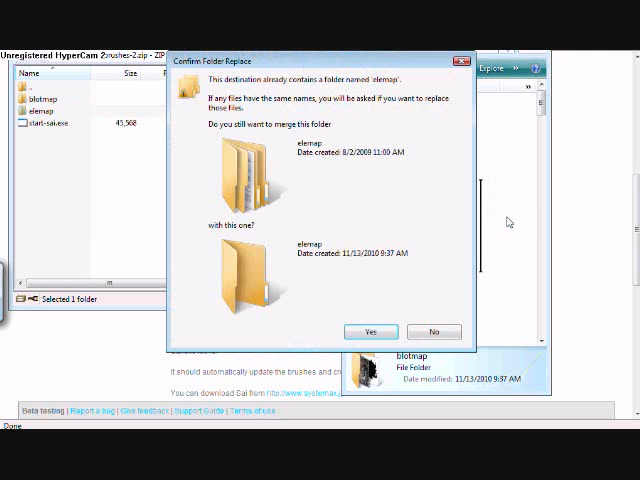 Unregistered HyperCam 2
brushes-2.zip - ZIP
Name
Size
..
blotmap
elemap
start-sai.exe
45,568
Selected 1 folder
Confirm Folder Replace
This destination already contains a folder named 'elemap'.
If any files have the same names, you will be asked if you want to replace
those files.
Do you still want to merge this folder
elemap
Date created: 8/2/2009 11:00 AM
with this one?
elemap
Date created: 11/13/2010 9:37 AM
Yes
No
Explore
»
?
»
blotmap
File Folder
Date modified: 11/13/2010 9:37 AM
It should automatically update the brushes and
You can download Sai from http://www.systemax.j
Beta testing | Report a bug | Give feedback | Support Guide | Terms of use
Done